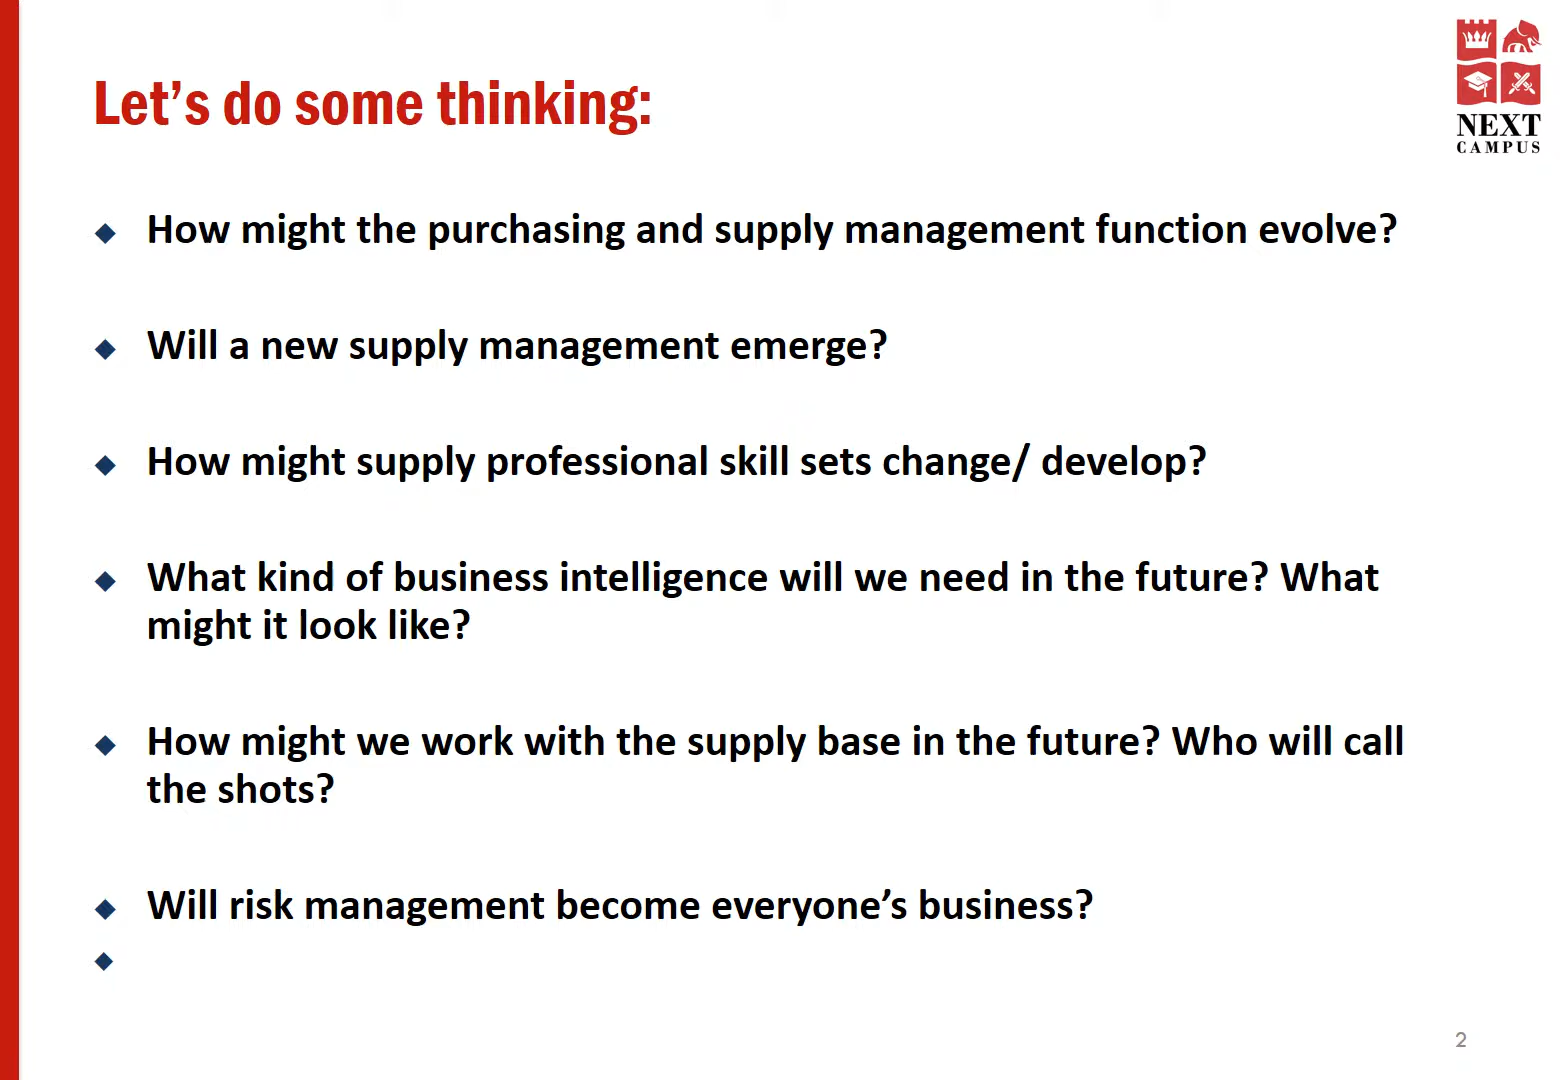 Let’s do some thinking:
NEXT
CAMPUS
How might the purchasing and supply management function evolve?
Will a new supply management emerge?
How might supply professional skill sets change/ develop?
What kind of business intelligence will we need in the future? What
might it look like?
How might we work with the supply base in the future? Who will call
the shots?
Will risk management become everyone’s business?
2